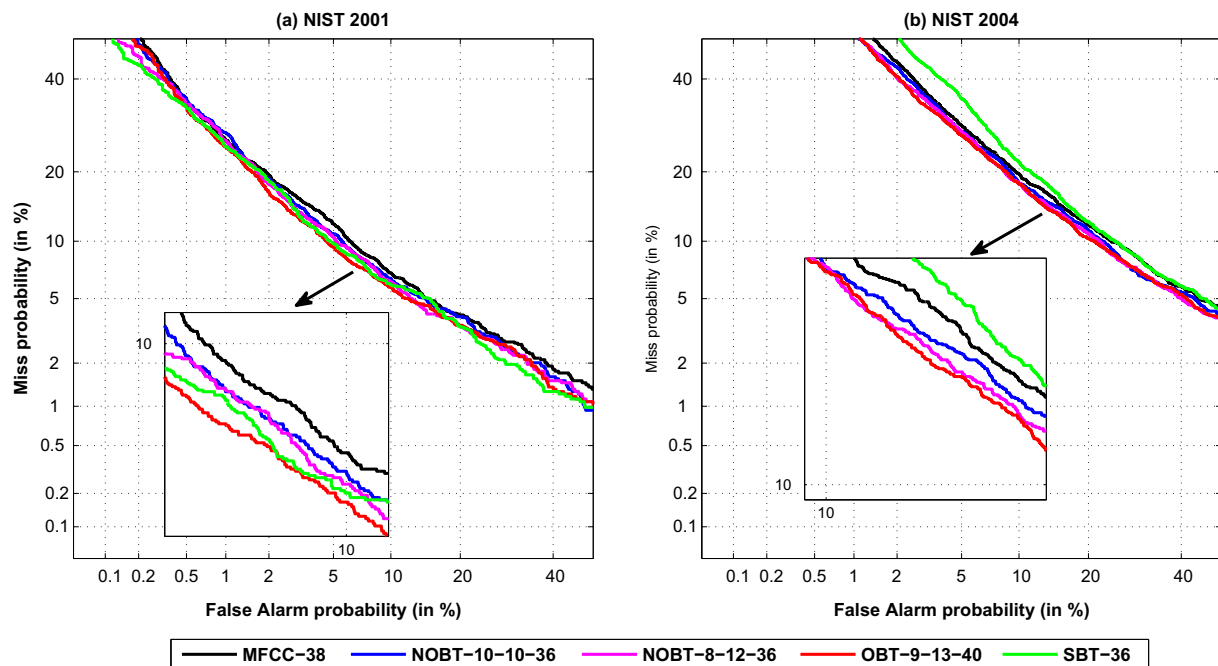 (a) NIST 2001
Miss probability (in %)
40
20
10
5
2
1
0.5
0.2
0.1
10
10
0.1 0.2 0.5 1 2 5 10 20 40
False Alarm probability (in %)
(b) NIST 2004
Miss probability (in %)
40
20
10
5
2
1
0.5
0.2
0.1
10
10
10
0.1 0.2 0.5 1 2 5 10 20 40
False Alarm probability (in %)
MFCC−38 NOBT−10−10−36 NOBT−8−12−36 OBT−9−13−40 SBT−36